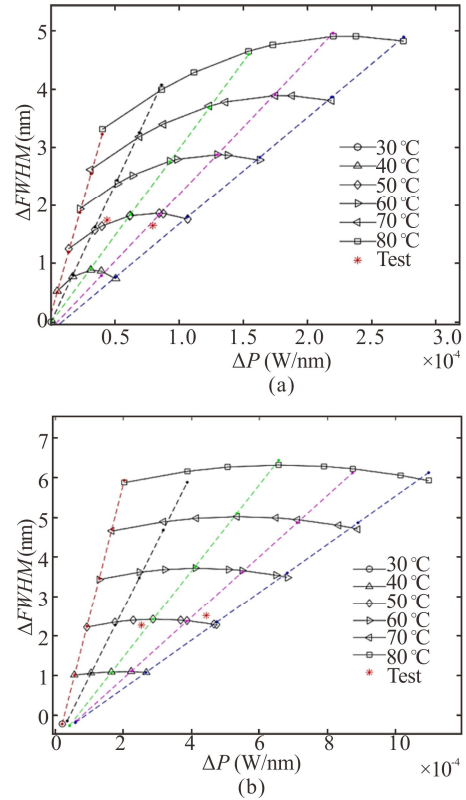 5
4
3
2
1
0
ΔFWHM(nm)
30 ℃
40 ℃
50 ℃
60 ℃
70 ℃
80 ℃
Test
0.5 1.0 1.5 2.0 2.5 3.0
ΔP (W/nm)
×10⁻⁴
(a)
7
6
5
4
3
2
1
0
ΔFWHM(nm)
30 ℃
40 ℃
50 ℃
60 ℃
70 ℃
80 ℃
Test
0 2 4 6 8 10
ΔP (W/nm)
×10⁻⁴
(b)